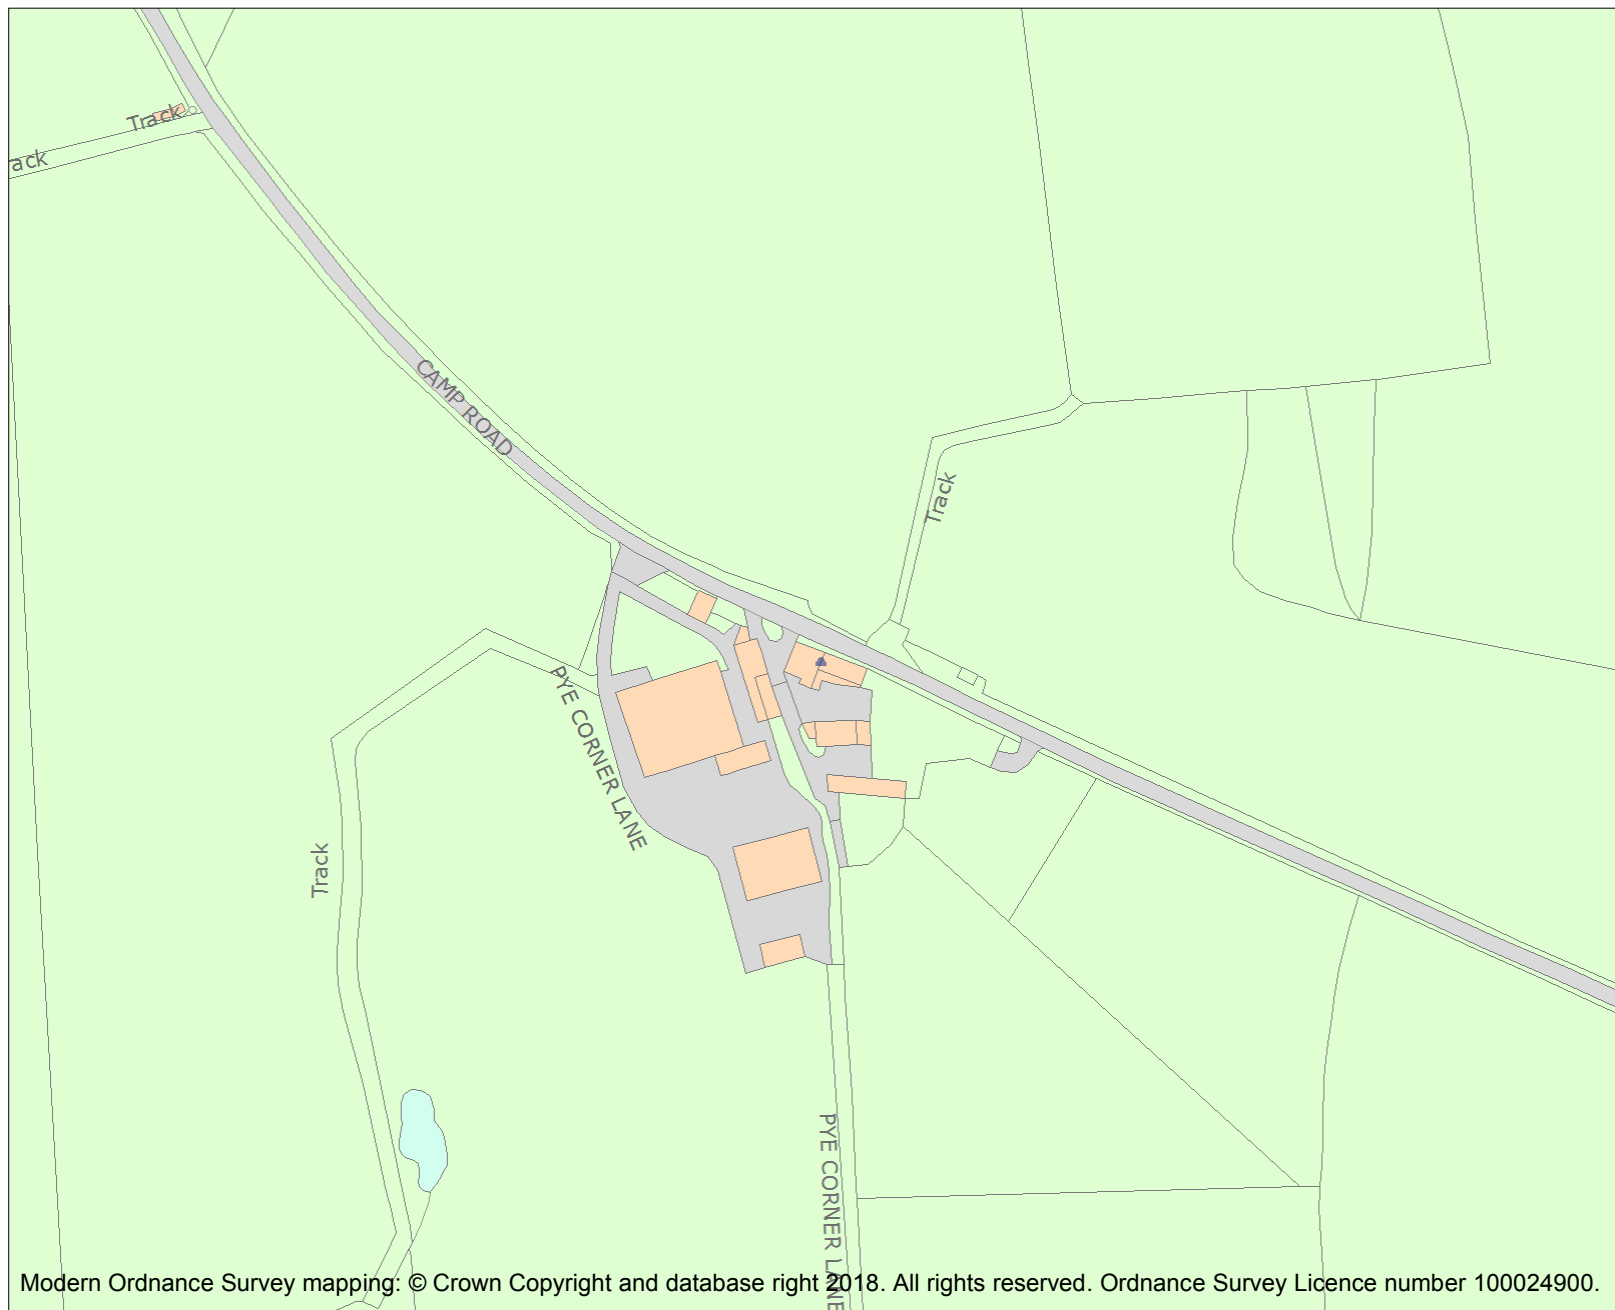 Track
ack
CAMP ROAD
Track
PYE CORNER LANE
Track
PYE CORNER LANE
Modern Ordnance Survey mapping: © Crown Copyright and database right 2018. All rights reserved. Ordnance Survey Licence number 100024900.